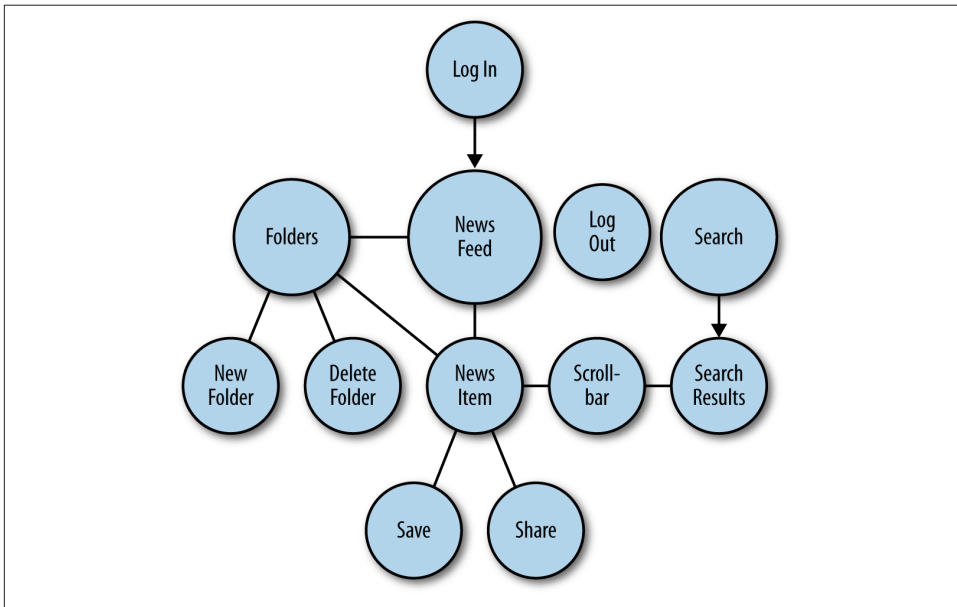 Log In
Folders
News
Feed
Log
Out
Search
New
Folder
Delete
Folder
News
Item
Scroll-
bar
Search
Results
Save
Share